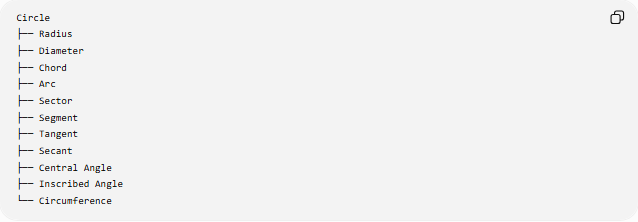 Circle
├── Radius
├── Diameter
├── Chord
├── Arc
├── Sector
├── Segment
├── Tangent
├── Secant
├── Central Angle
├── Inscribed Angle
└── Circumference